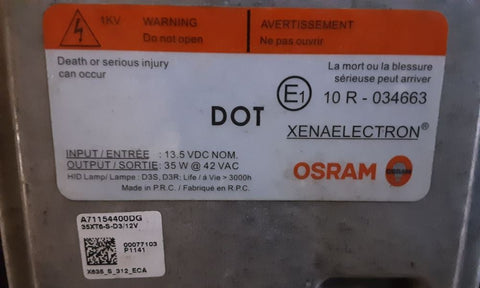 1KV
WARNING
Do not open
AVERTISSEMENT
Ne pas ouvrir
Death or serious injury
can occur
La mort ou la blessure
sérieuse peut arriver
E1
10 R - 034663
DOT
XENAELECTRON®
INPUT / ENTRÉE : 13.5 VDC NOM.
OUTPUT / SORTIE: 35 W @ 42 VAC
HID Lamp/ Lampe : D3S, D3R: Life / á Vie > 3000h
Made in P.R.C. / Fabriqué en R.P.C.
OSRAM
OSRAM
A71154400DG
35XT6-S-D3/12V
00077103
P1141
X635_S_312_ECA